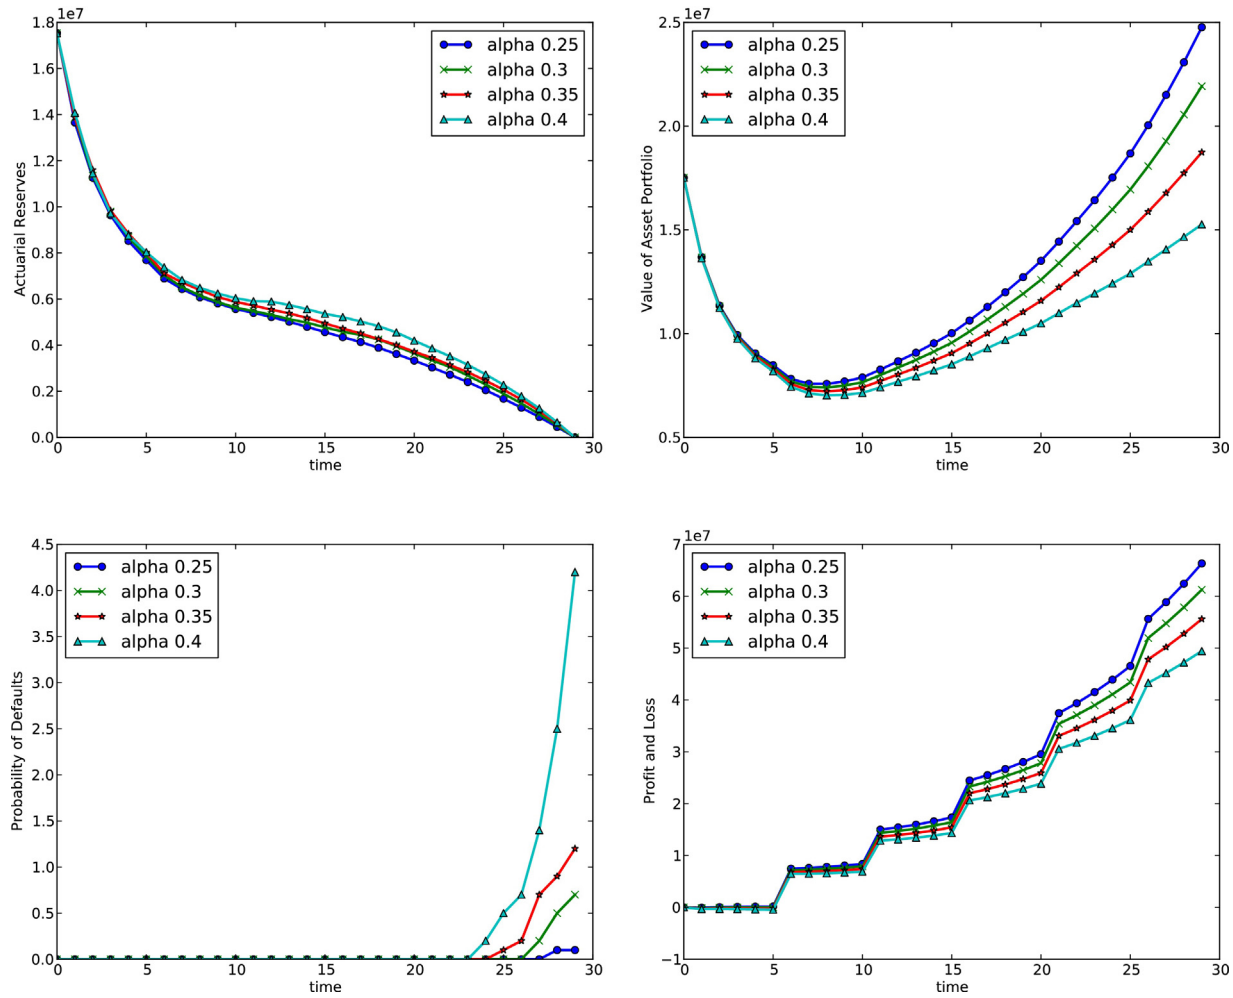 1e7
1.8
1.6
1.4
1.2
1.0
0.8
0.6
0.4
0.2
0.0
Actuarial Reserves
alpha 0.25
alpha 0.3
alpha 0.35
alpha 0.4
0 5 10 15 20 25 30
time
1e7
2.5
2.0
1.5
1.0
0.5
Value of Asset Portfolio
alpha 0.25
alpha 0.3
alpha 0.35
alpha 0.4
0 5 10 15 20 25 30
time
4.5
4.0
3.5
3.0
2.5
2.0
1.5
1.0
0.5
0.0
Probability of Defaults
alpha 0.25
alpha 0.3
alpha 0.35
alpha 0.4
0 5 10 15 20 25 30
time
1e7
7
6
5
4
3
2
1
0
−1
Profit and Loss
alpha 0.25
alpha 0.3
alpha 0.35
alpha 0.4
0 5 10 15 20 25 30
time